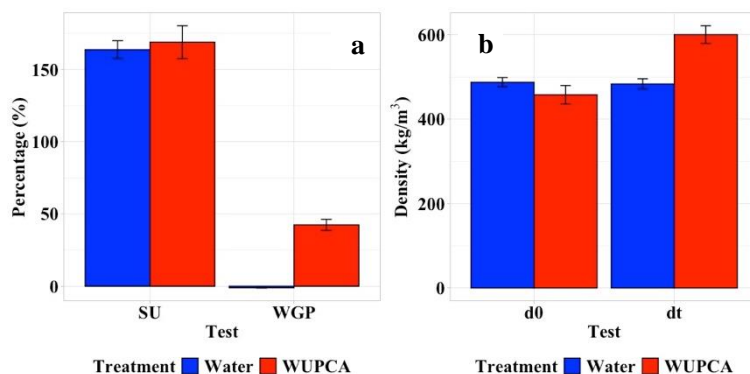 a
Percentage (%)
150
100
50
0
SU WGP
Test
Treatment Water WUPCA
b
Density (kg/m³)
600
400
200
0
d0 dt
Test
Treatment Water WUPCA